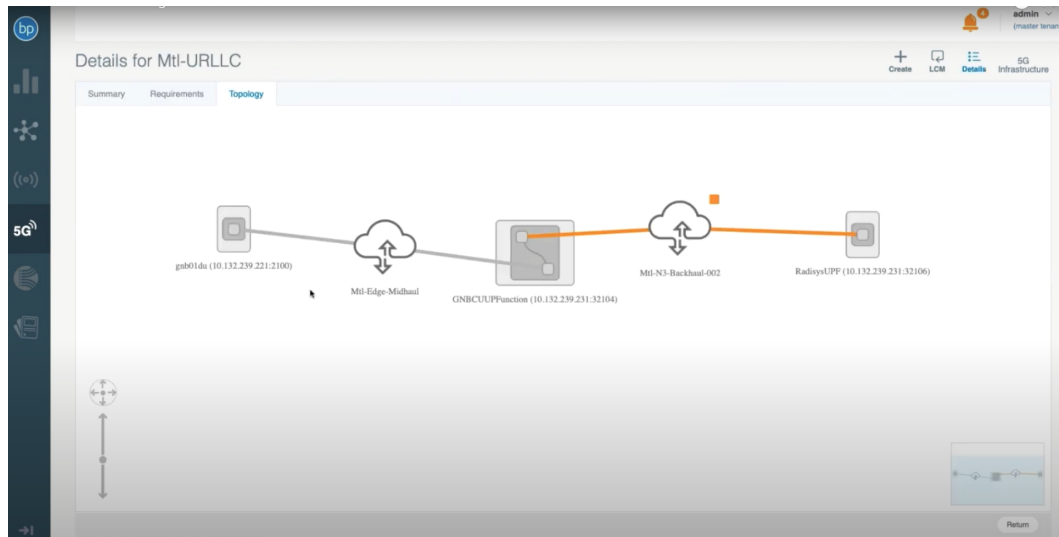 bp
4
admin
(master tenan
Details for Mtl-URLLC
Create
LCM
Details
5G
Infrastructure
Summary
Requirements
Topology
5G
gnb01du (10.132.239.221:2100)
Mtl-Edge-Midhaul
GNBCUUPFunction (10.132.239.231:32104)
Mtl-N3-Backhaul-002
RadisysUPF (10.132.239.231:32106)
Return